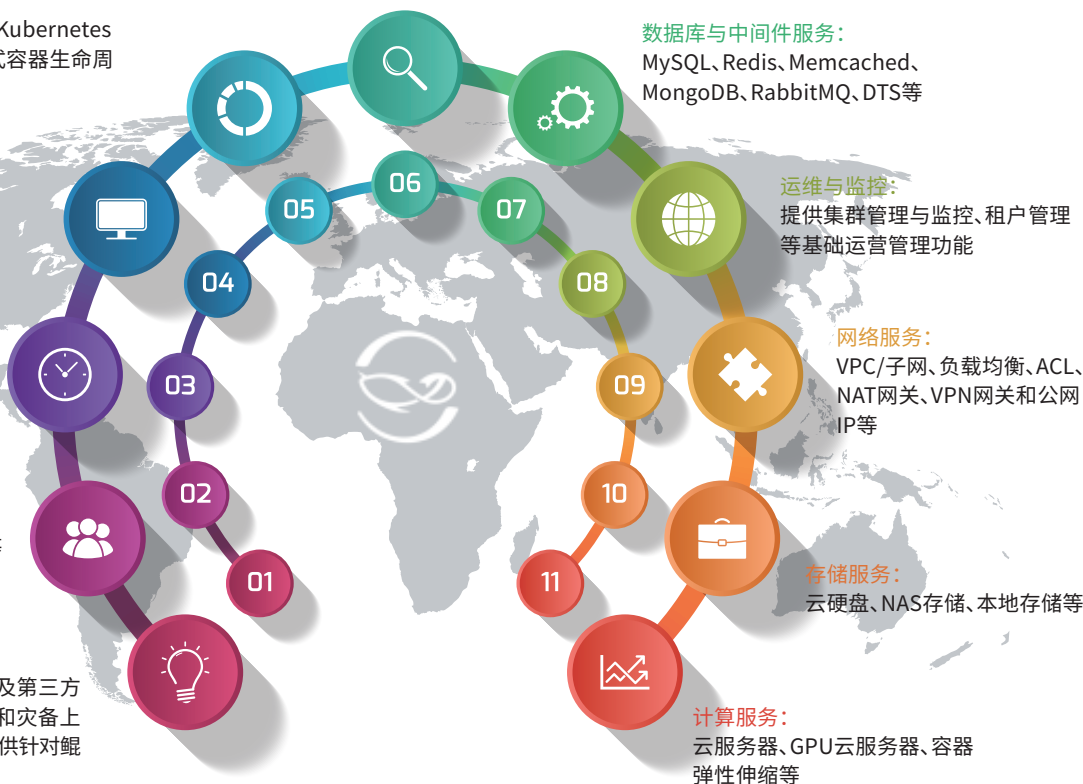 Kubernetes
容器生命周
数据库与中间件服务：
MySQL、Redis、Memcached、
MongoDB、RabbitMQ、DTS等
运维与监控：
提供集群管理与监控、租户管理
等基础运营管理功能
网络服务：
VPC/子网、负载均衡、ACL、
NAT网关、VPN网关和公网
IP等
存储服务：
云硬盘、NAS存储、本地存储等
计算服务：
云服务器、GPU云服务器、容器
弹性伸缩等
及第三方
和灾备上
供针对鲲
01
02
03
04
05
06
07
08
09
10
11